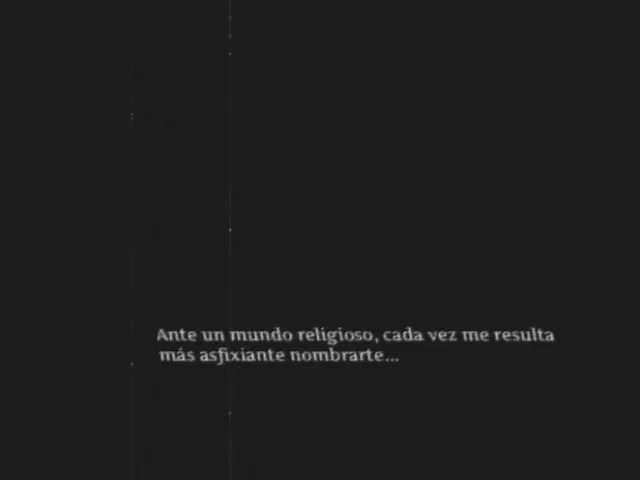 Ante un mundo religioso, cada vez me resulta
más asfixiante nombrarte...